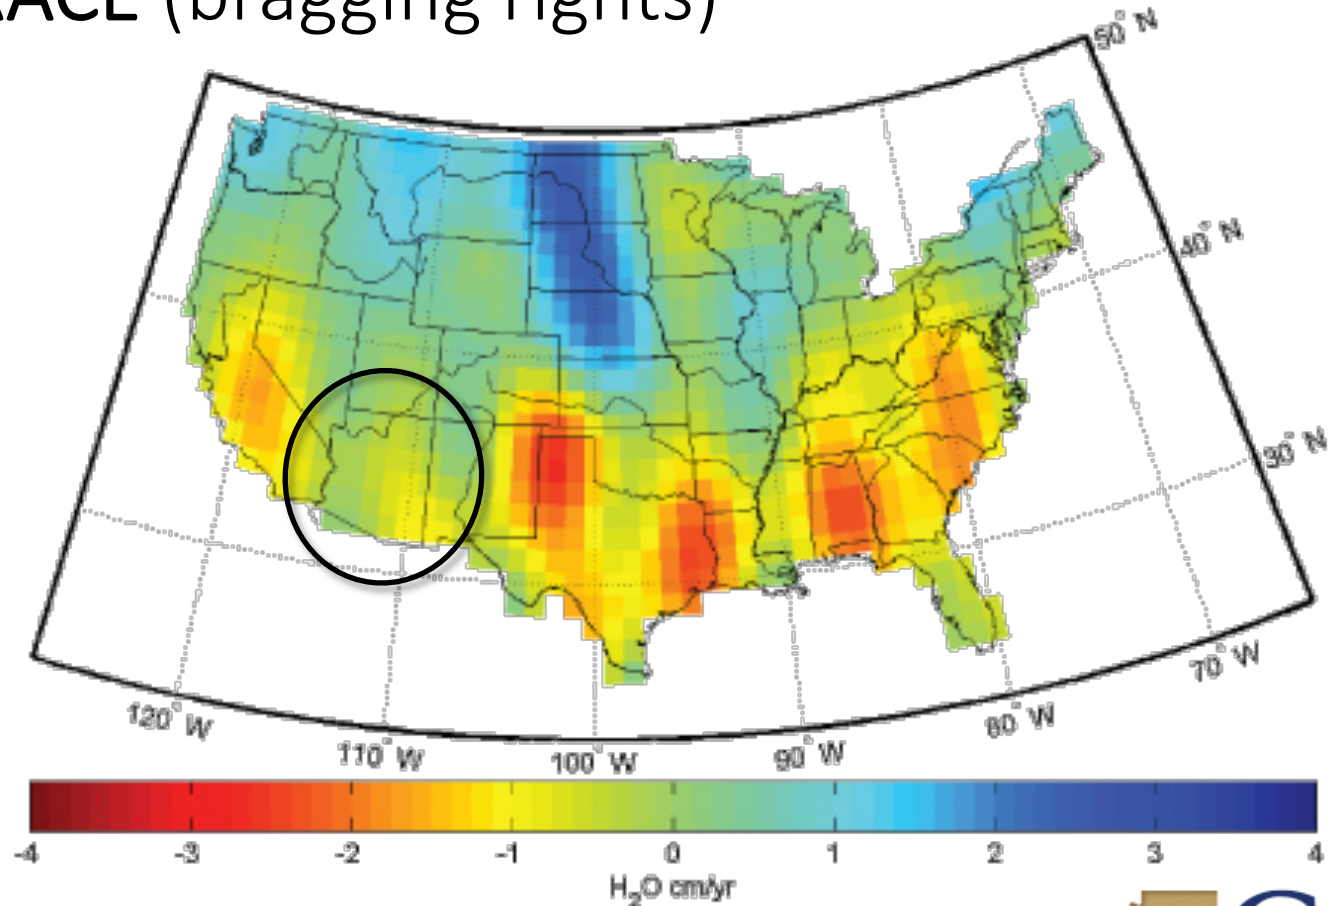 RACE (bragging rights)
50° N
40° N
30° N
120° W
110° W
100° W
90° W
80° W
70° W
-4 -3 -2 -1 0 1 2 3 4
H₂O cm/yr